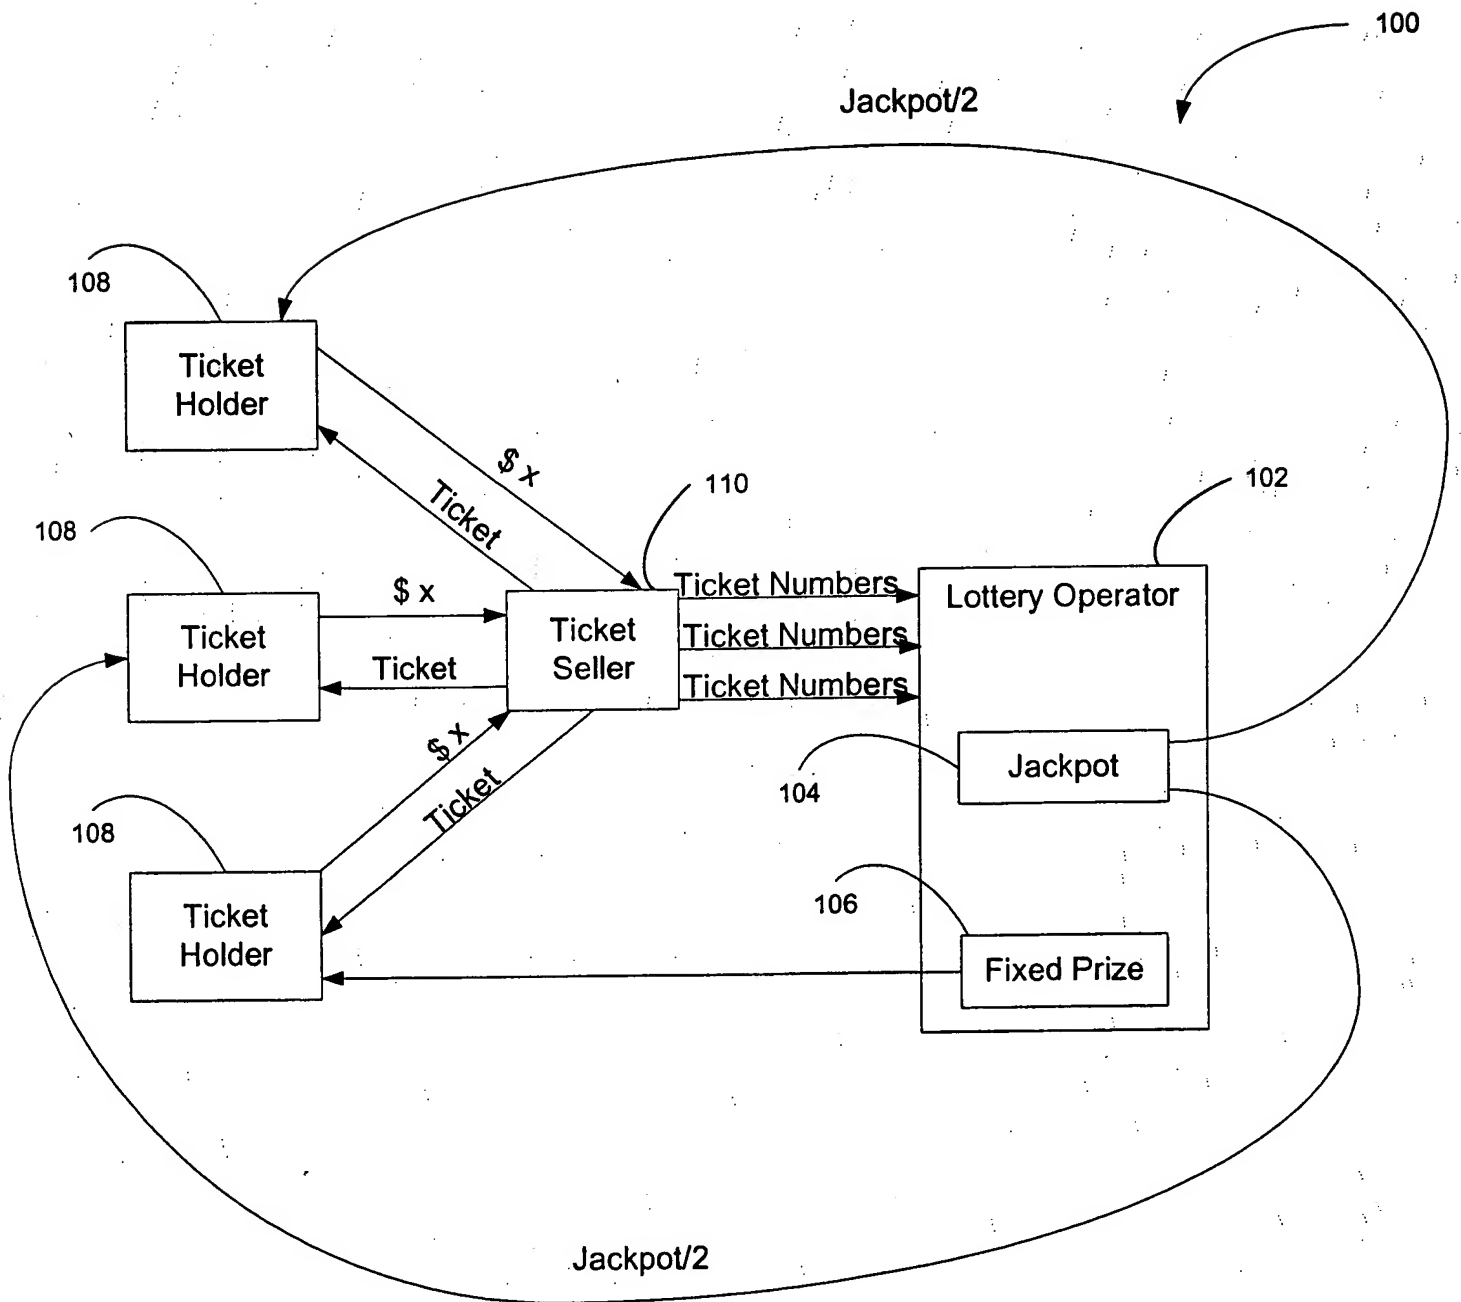 100
Jackpot/2
108
Ticket
Holder
$ x
Ticket
110
102
108
$ x
Ticket
Holder
Ticket
Ticket
Seller
Ticket Numbers
Ticket Numbers
Ticket Numbers
Lottery Operator
$ x
Ticket
Jackpot
104
108
Ticket
Holder
106
Fixed Prize
Jackpot/2